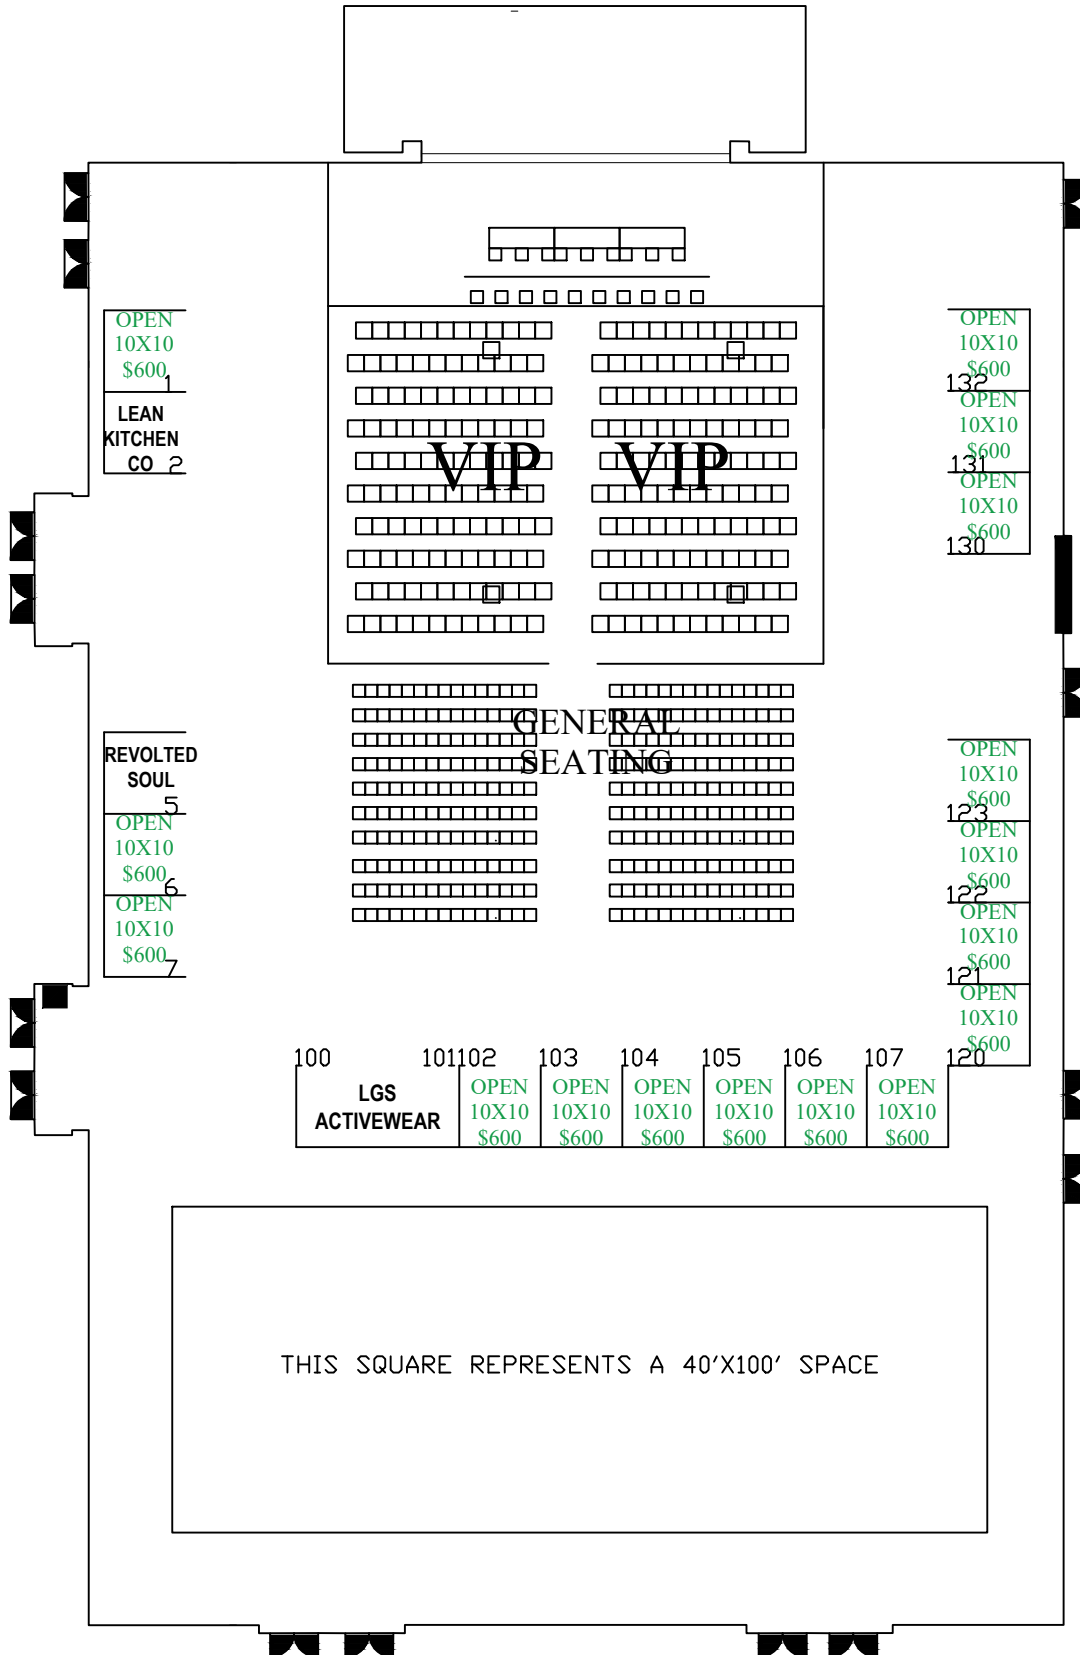 OPEN
10X10
$600
1
LEAN
KITCHEN
CO 2
OPEN
10X10
$600
132
OPEN
10X10
$600
131
OPEN
10X10
$600
130
VIP VIP
GENERAL
SEATING
REVOLTED
SOUL
5
OPEN
10X10
$600
6
OPEN
10X10
$600
7
OPEN
10X10
$600
123
OPEN
10X10
$600
122
OPEN
10X10
$600
121
OPEN
10X10
$600
120
100 101 102 103 104 105 106 107
LGS
ACTIVEWEAR
OPEN
10X10
$600
OPEN
10X10
$600
OPEN
10X10
$600
OPEN
10X10
$600
OPEN
10X10
$600
OPEN
10X10
$600
THIS SQUARE REPRESENTS A 40'X100' SPACE